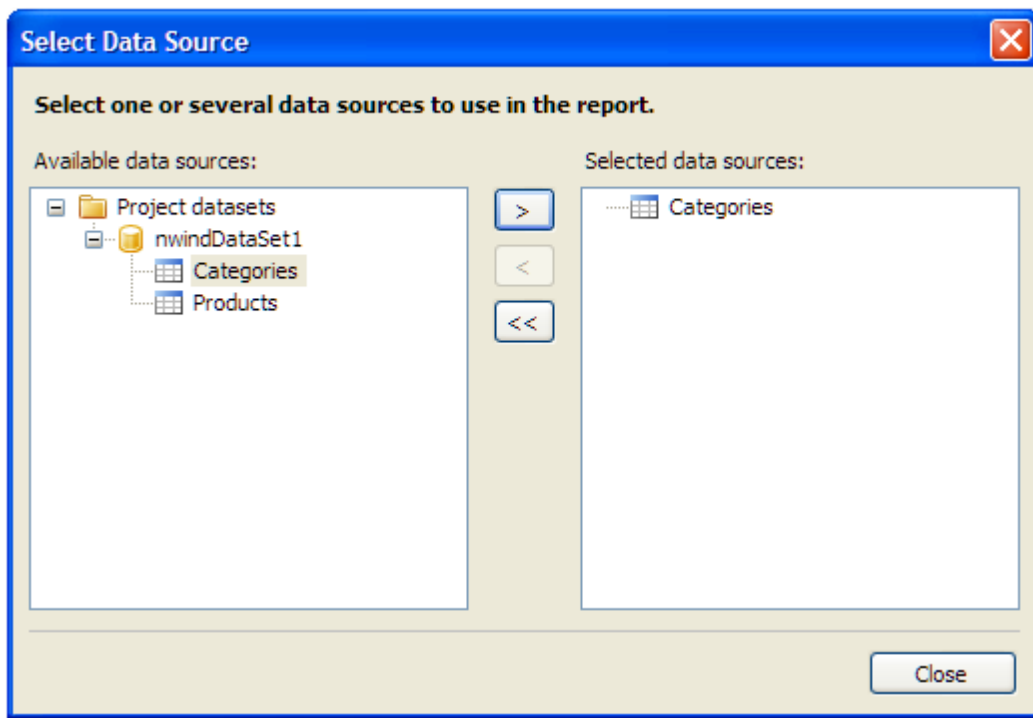 Select Data Source
Select one or several data sources to use in the report.
Available data sources:
Project datasets
nwindDataSet1
Categories
Products
>
<
<<
Selected data sources:
Categories
Close